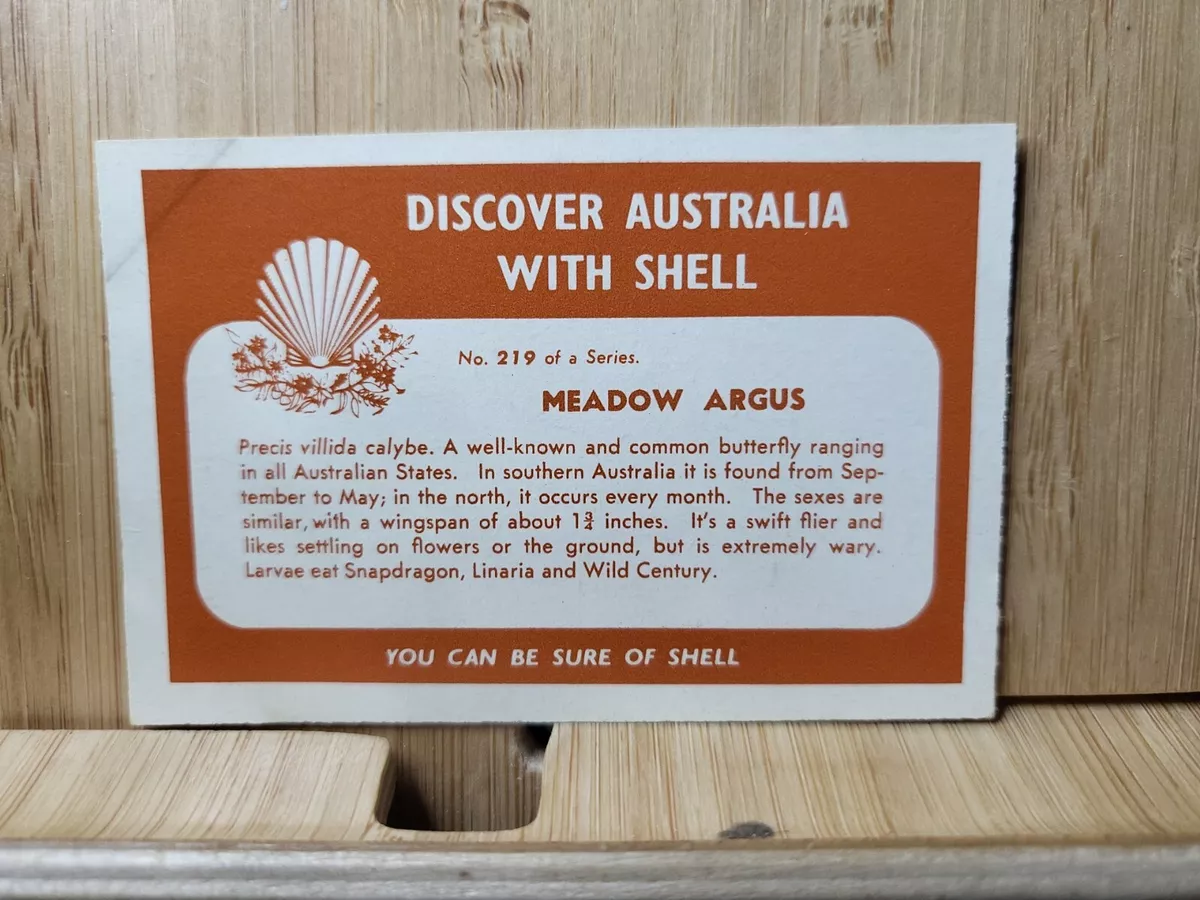 DISCOVER AUSTRALIA
WITH SHELL
No. 219 of a Series.
MEADOW ARGUS
Precis villida calybe. A well-known and common butterfly ranging
in all Australian States. In southern Australia it is found from Sep-
tember to May; in the north, it occurs every month. The sexes are
similar, with a wingspan of about 1¾ inches. It's a swift flier and
likes settling on flowers or the ground, but is extremely wary.
Larvae eat Snapdragon, Linaria and Wild Century.
YOU CAN BE SURE OF SHELL